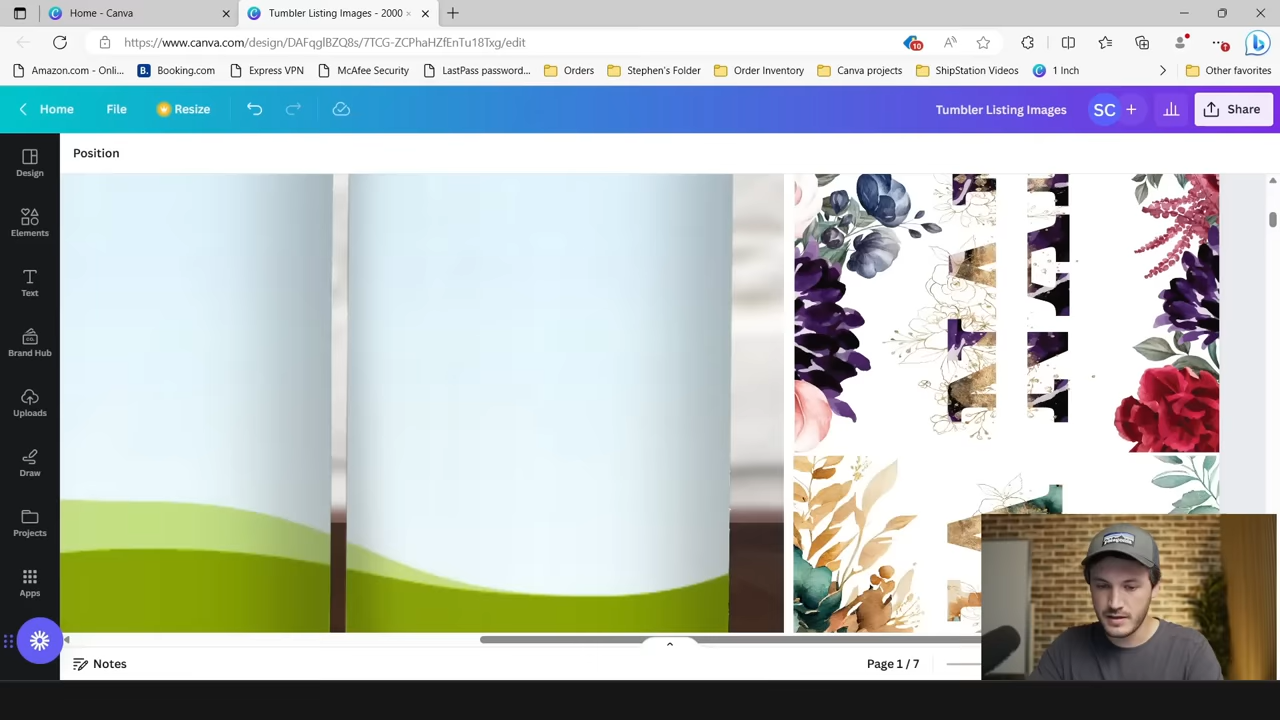 Home - Canva
Tumbler Listing Images - 2000
https://www.canva.com/design/DAFqglBZQ8s/7TCG-ZCPhaHZfEnTu18Txg/edit
10
Amazon.com - Onli...
B. Booking.com
Express VPN
McAfee Security
LastPass password...
Orders
Stephen's Folder
Order Inventory
Canva projects
ShipStation Videos
1 Inch
Other favorites
Home
File
Resize
Tumbler Listing Images
SC
Share
Position
Design
Elements
Text
Brand Hub
Uploads
Draw
Projects
Apps
Notes
Page 1 / 7